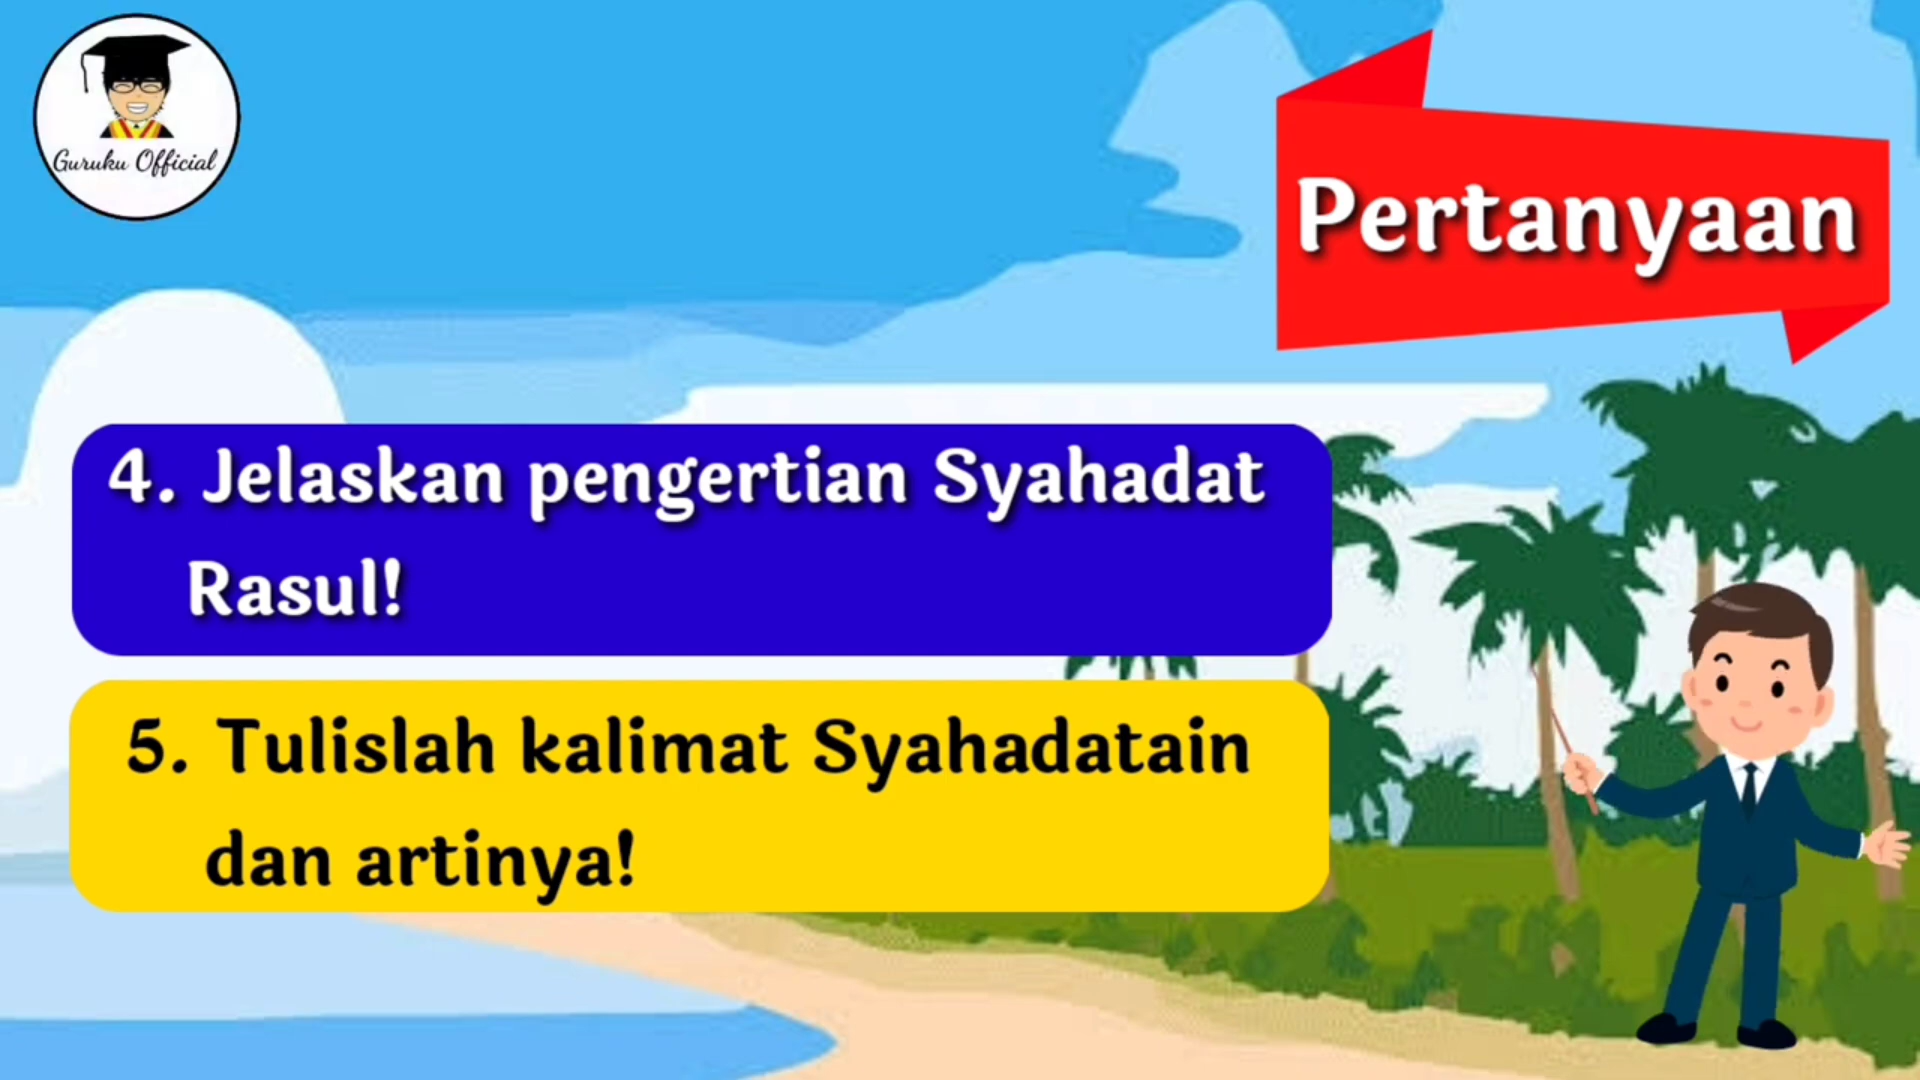 Guruku Official
Pertanyaan
4. Jelaskan pengertian Syahadat
Rasul!
5. Tulislah kalimat Syahadatain
dan artinya!